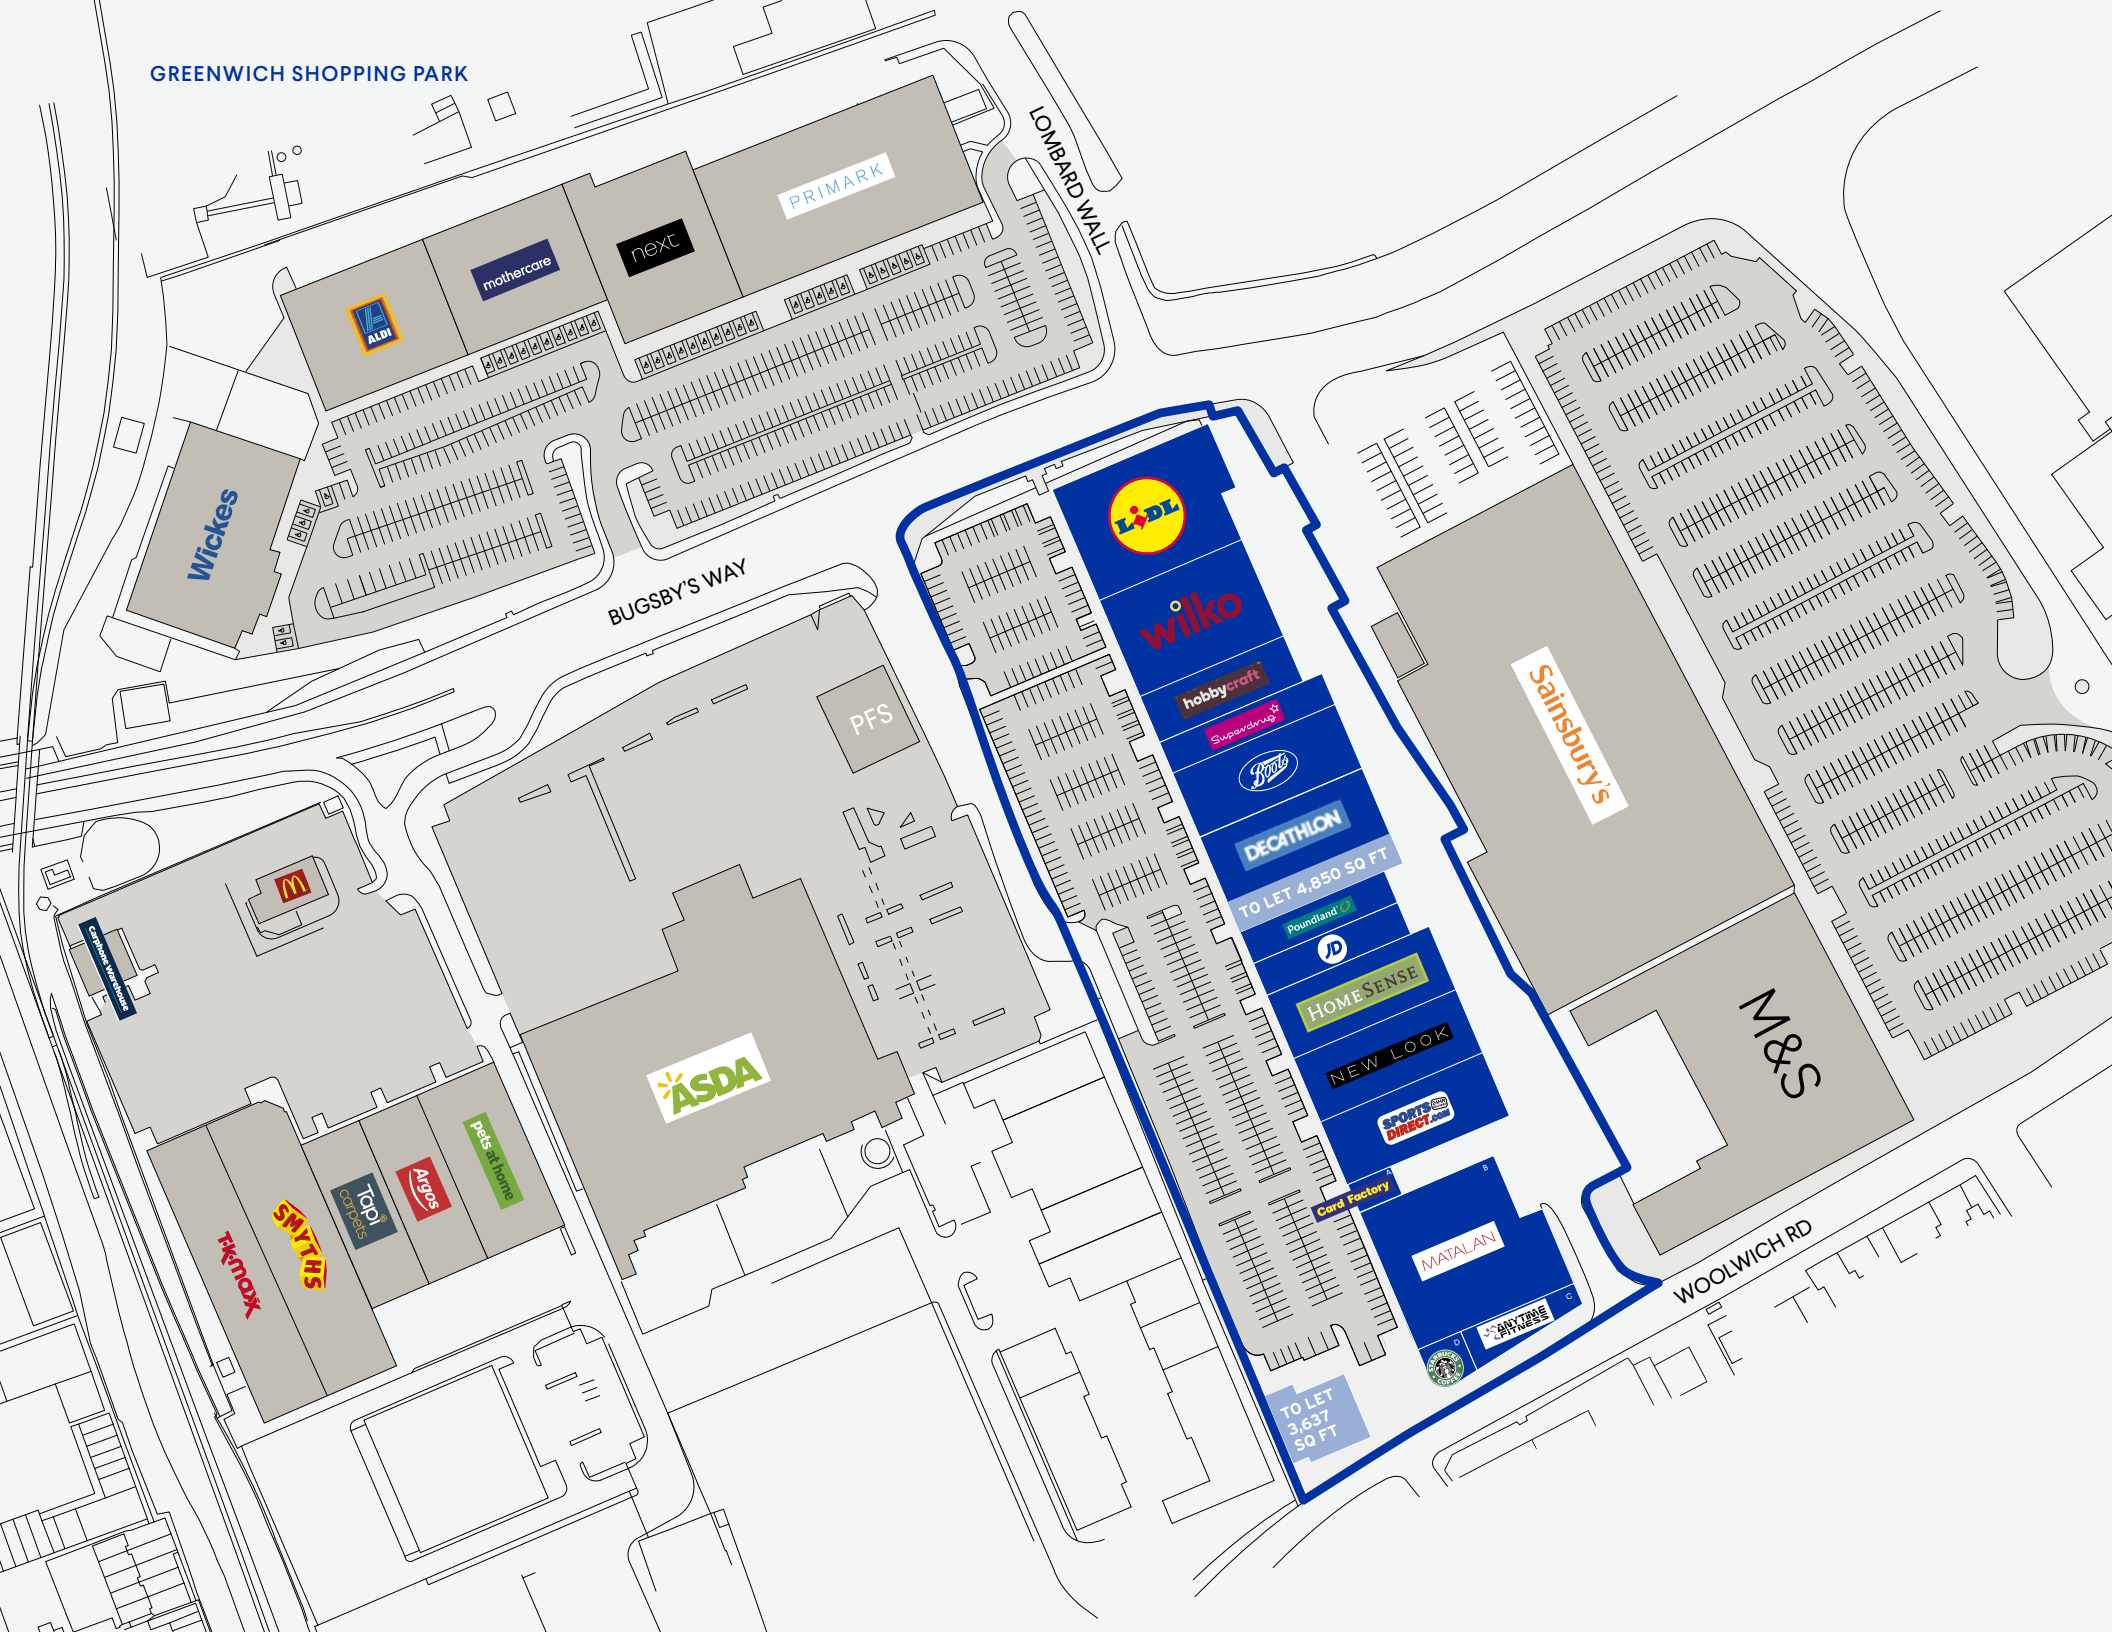 GREENWICH SHOPPING PARK
LOMBARD WALL
PRIMARK
next
mothercare
ALDI
Wickes
BUGSBY'S WAY
PFS
LIDL
wilko
hobbycraft
Superdrug
Boots
DECATHLON
TO LET 4,850 SQ FT
Poundland
JD
HOMESENSE
NEW LOOK
SPORTS
DIRECT.COM
A
Card Factory
B
MATALAN
C
ANYTIME
FITNESS
D
STARBUCKS
COFFEE
TO LET
3,637
SQ FT
Sainsbury's
M&S
WOOLWICH RD
Carphone Warehouse
ASDA
pets at home
Argos
Tapi
carpets
SMYTHS
T·K·maxx